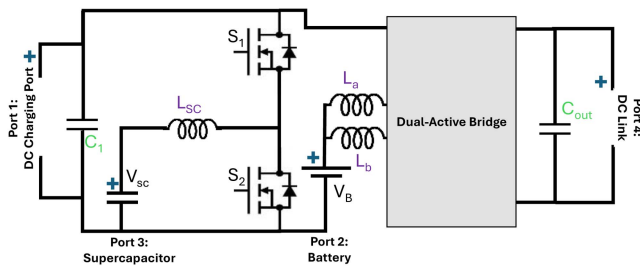 Port 1:
DC Charging Port +
C1
+
Vsc
LSC
S1
S2
Port 3:
Supercapacitor
La
Lb
+
VB
Port 2:
Battery
Dual-Active Bridge
Cout
+
Port 4:
DC Link